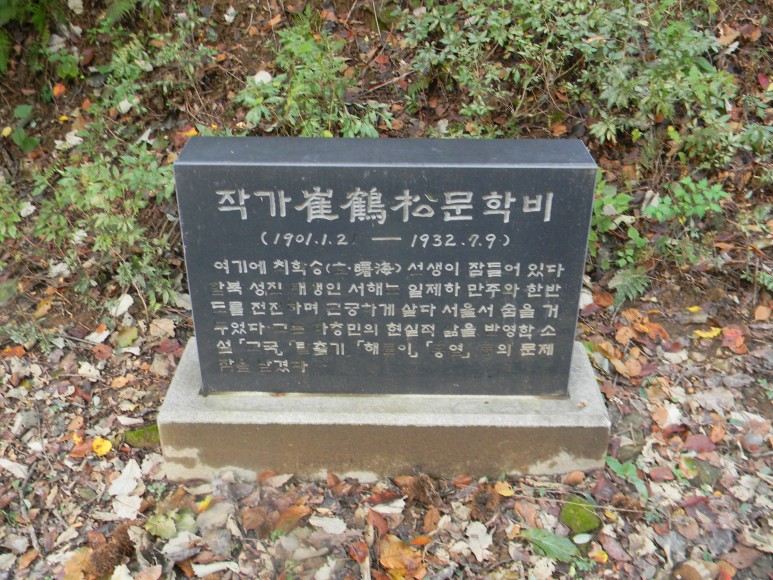 작가 崔鶴松 문학비
(1901.1.21 — 1932.7.9)
여기에 최학송( 曙海) 선생이 잠들어 있다
함북 성진 태생인 서해는 일제하 만주와 한반
도를 전전하며 곤궁하게 살다 서울서 숨을 거
두었다. 그는 하층민의 현실적 삶을 반영한 소
설 「고국」, 「탈출기」 「해돋이」, 「홍염」 등의 문제
작을 남겼다.